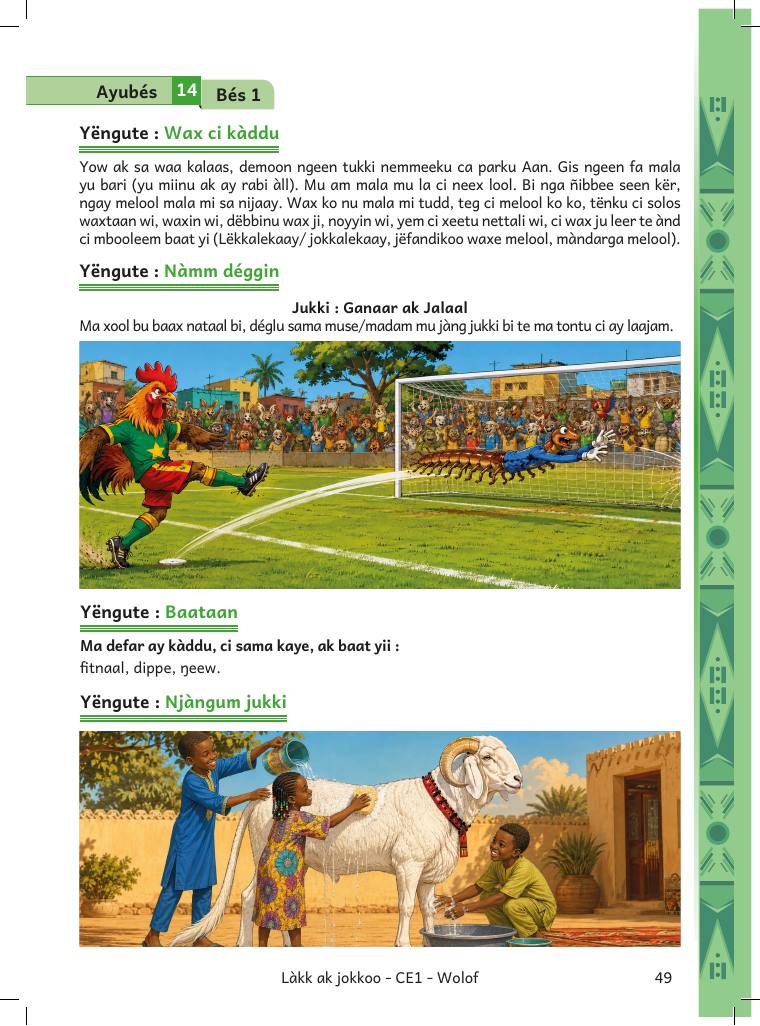 Ayubés 14 Bés 1
Yëngute : Wax ci kàddu
Yow ak sa waa kalaas, demoon ngeen tukki nemmeeku ca parku Aan. Gis ngeen fa mala
yu bari (yu miinu ak ay rabi àll). Mu am mala mu la ci neex lool. Bi nga ñibbee seen kër,
ngay melool mala mi sa nijaay. Wax ko nu mala mi tudd, teg ci melool ko ko, tënku ci solos
waxtaan wi, waxin wi, dëbbinu wax ji, noyyin wi, yem ci xeetu nettali wi, ci wax ju leer te ànd
ci mbooleem baat yi (Lëkkalekaay/ jokkalekaay, jëfandikoo waxe melool, màndarga melool).
Yëngute : Nàmm déggin
Jukki : Ganaar ak Jalaal
Ma xool bu baax nataal bi, déglu sama muse/madam mu jàng jukki bi te ma tontu ci ay laajam.
Yëngute : Baataan
Ma defar ay kàddu, ci sama kaye, ak baat yii :
fitnaal, dippe, ŋeew.
Yëngute : Njàngum jukki
Làkk ak jokkoo - CE1 - Wolof
49